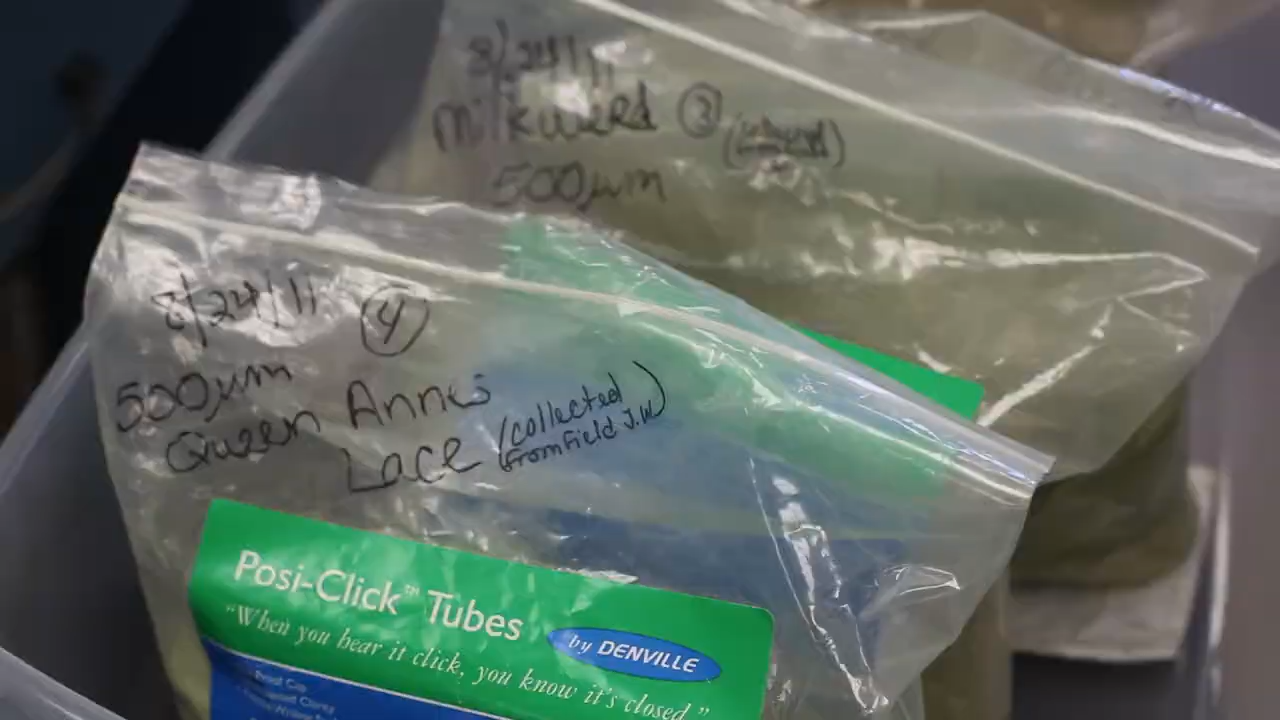 8/24/11
Milkweed ③
500µm
8/24/11 ④
500µm
Queen Annes
Lace (collected
from field J.W)
Posi-Click™ Tubes
by DENVILLE
"When you hear it click, you know it's closed."